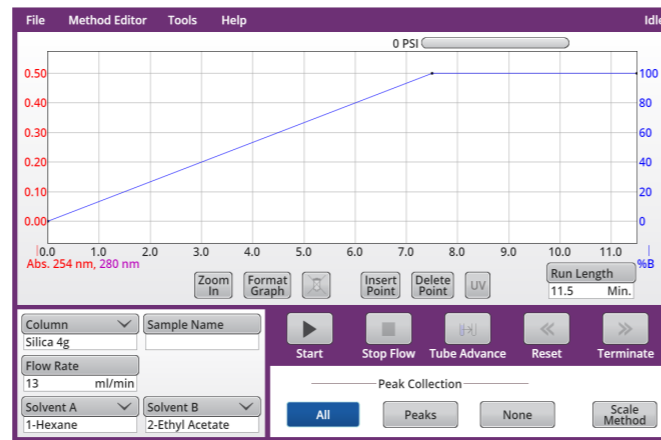 File Method Editor Tools Help Idle
0 PSI
0.50 100
0.40 80
0.30 60
0.20 40
0.10 20
0.00 0
0.0 1.0 2.0 3.0 4.0 5.0 6.0 7.0 8.0 9.0 10.0 11.0
Abs. 254 nm, 280 nm %B
Zoom In
Format Graph
Insert Point
Delete Point
UV
Run Length
11.5 Min.
Column
Silica 4g
Sample Name
Flow Rate
13 ml/min
Solvent A
1-Hexane
Solvent B
2-Ethyl Acetate
Start Stop Flow Tube Advance Reset Terminate
Peak Collection
All Peaks None
Scale Method